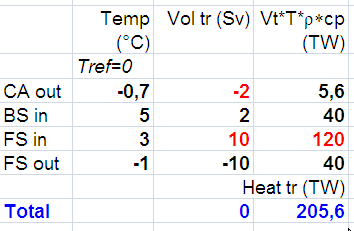 Temp Vol tr (Sv) Vt*T*ρ*cp
(°C) (TW)
Tref=0
CA out -0,7 -2 5,6
BS in 5 2 40
FS in 3 10 120
FS out -1 -10 40
Heat tr (TW)
Total 0 205,6